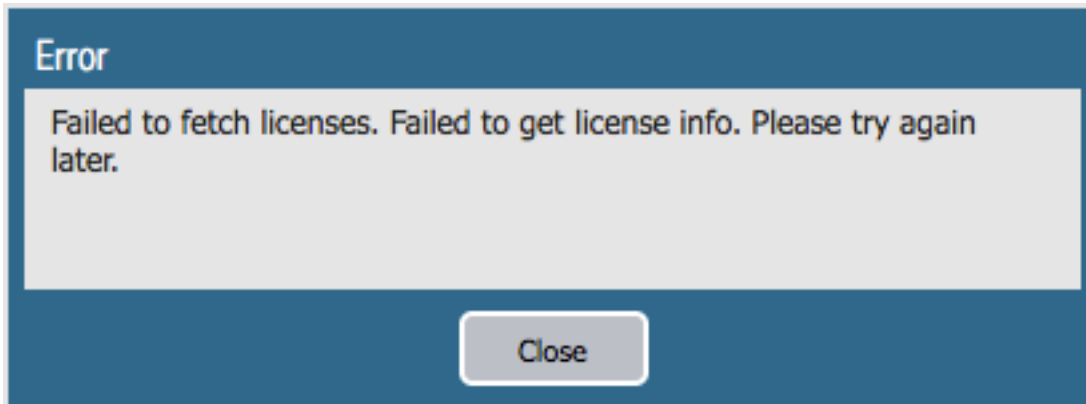 Error
Failed to fetch licenses. Failed to get license info. Please try again
later.
Close